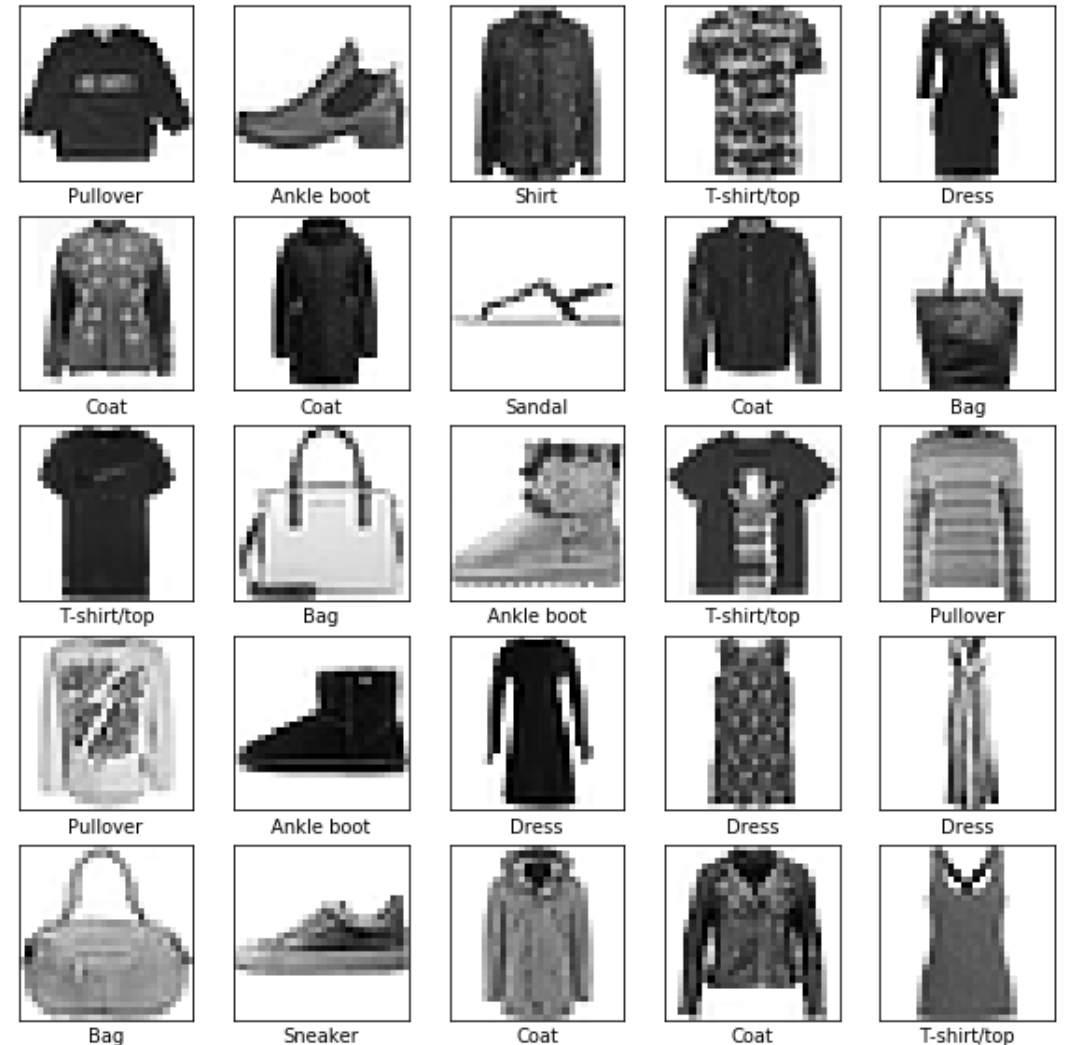 Pullover Ankle boot Shirt T-shirt/top Dress
Coat Coat Sandal Coat Bag
T-shirt/top Bag Ankle boot T-shirt/top Pullover
Pullover Ankle boot Dress Dress Dress
Bag Sneaker Coat Coat T-shirt/top